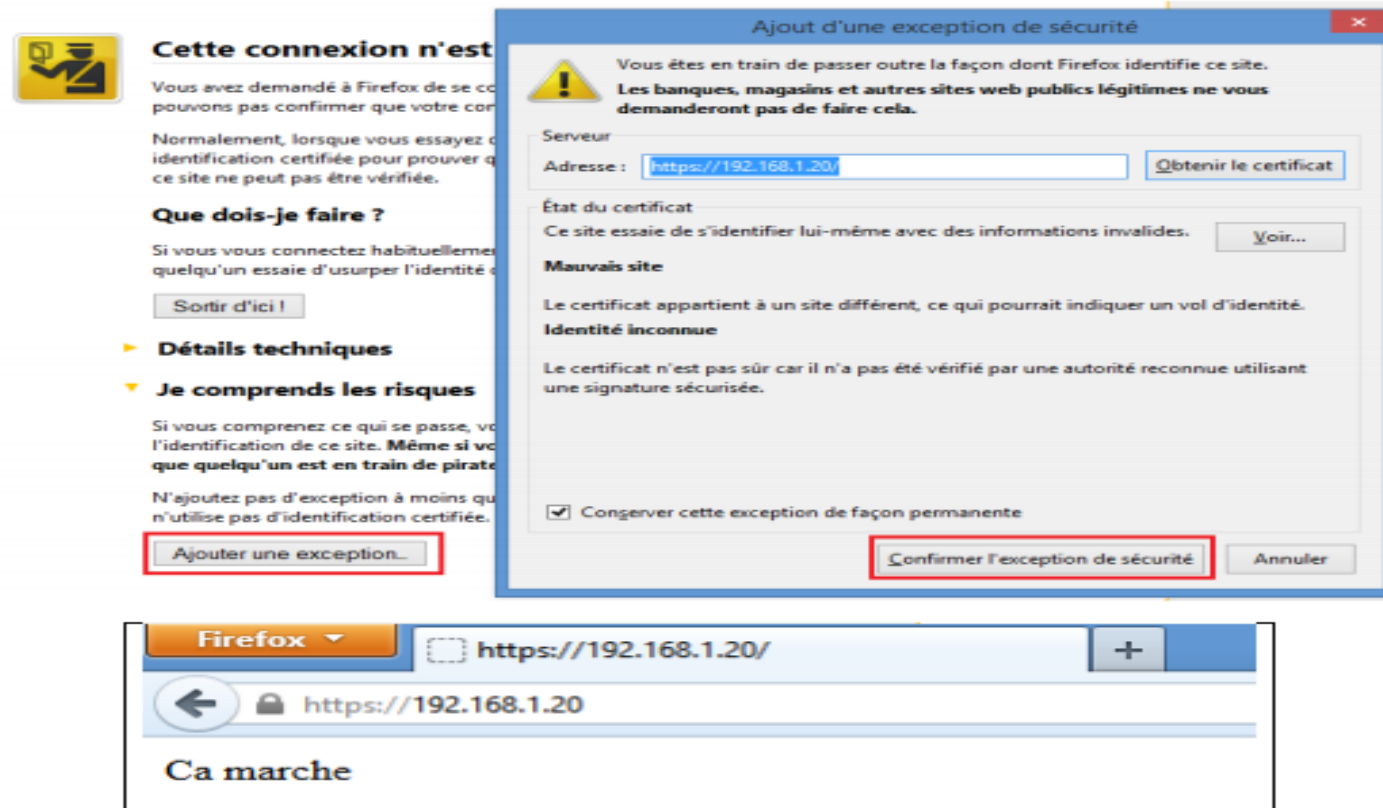 Cette connexion n'est
Vous avez demandé à Firefox de se co
pouvons pas confirmer que votre con
Normalement, lorsque vous essayez d
identification certifiée pour prouver q
ce site ne peut pas être vérifiée.
Que dois-je faire ?
Si vous vous connectez habituellemen
quelqu'un essaie d'usurper l'identité d
Sortir d'ici !
Détails techniques
Je comprends les risques
Si vous comprenez ce qui se passe, vo
l'identification de ce site. Même si vo
que quelqu'un est en train de pirate
N'ajoutez pas d'exception à moins qu
n'utilise pas d'identification certifiée.
Ajouter une exception...
Ajout d'une exception de sécurité
Vous êtes en train de passer outre la façon dont Firefox identifie ce site.
Les banques, magasins et autres sites web publics légitimes ne vous
demanderont pas de faire cela.
Serveur
Adresse : https://192.168.1.20/ Obtenir le certificat
État du certificat
Ce site essaie de s'identifier lui-même avec des informations invalides. Voir...
Mauvais site
Le certificat appartient à un site différent, ce qui pourrait indiquer un vol d'identité.
Identité inconnue
Le certificat n'est pas sûr car il n'a pas été vérifié par une autorité reconnue utilisant
une signature sécurisée.
Conserver cette exception de façon permanente
Confirmer l'exception de sécurité Annuler
Firefox https://192.168.1.20/
https://192.168.1.20
Ca marche